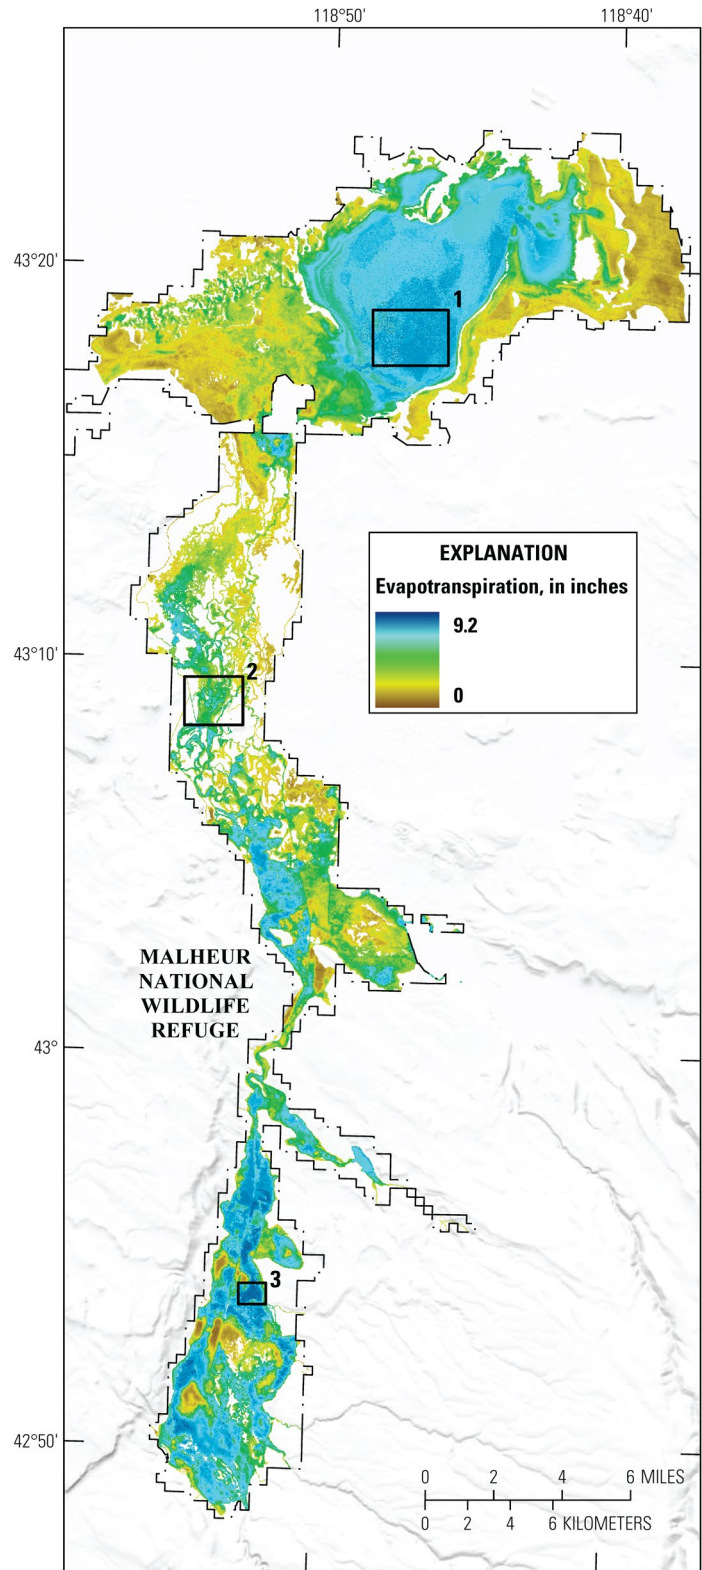 118°50' 118°40'
43°20'
1
EXPLANATION
Evapotranspiration, in inches
9.2
0
43°10'
2
MALHEUR
NATIONAL
WILDLIFE
REFUGE
43°
3
42°50'
0 2 4 6 MILES
0 2 4 6 KILOMETERS